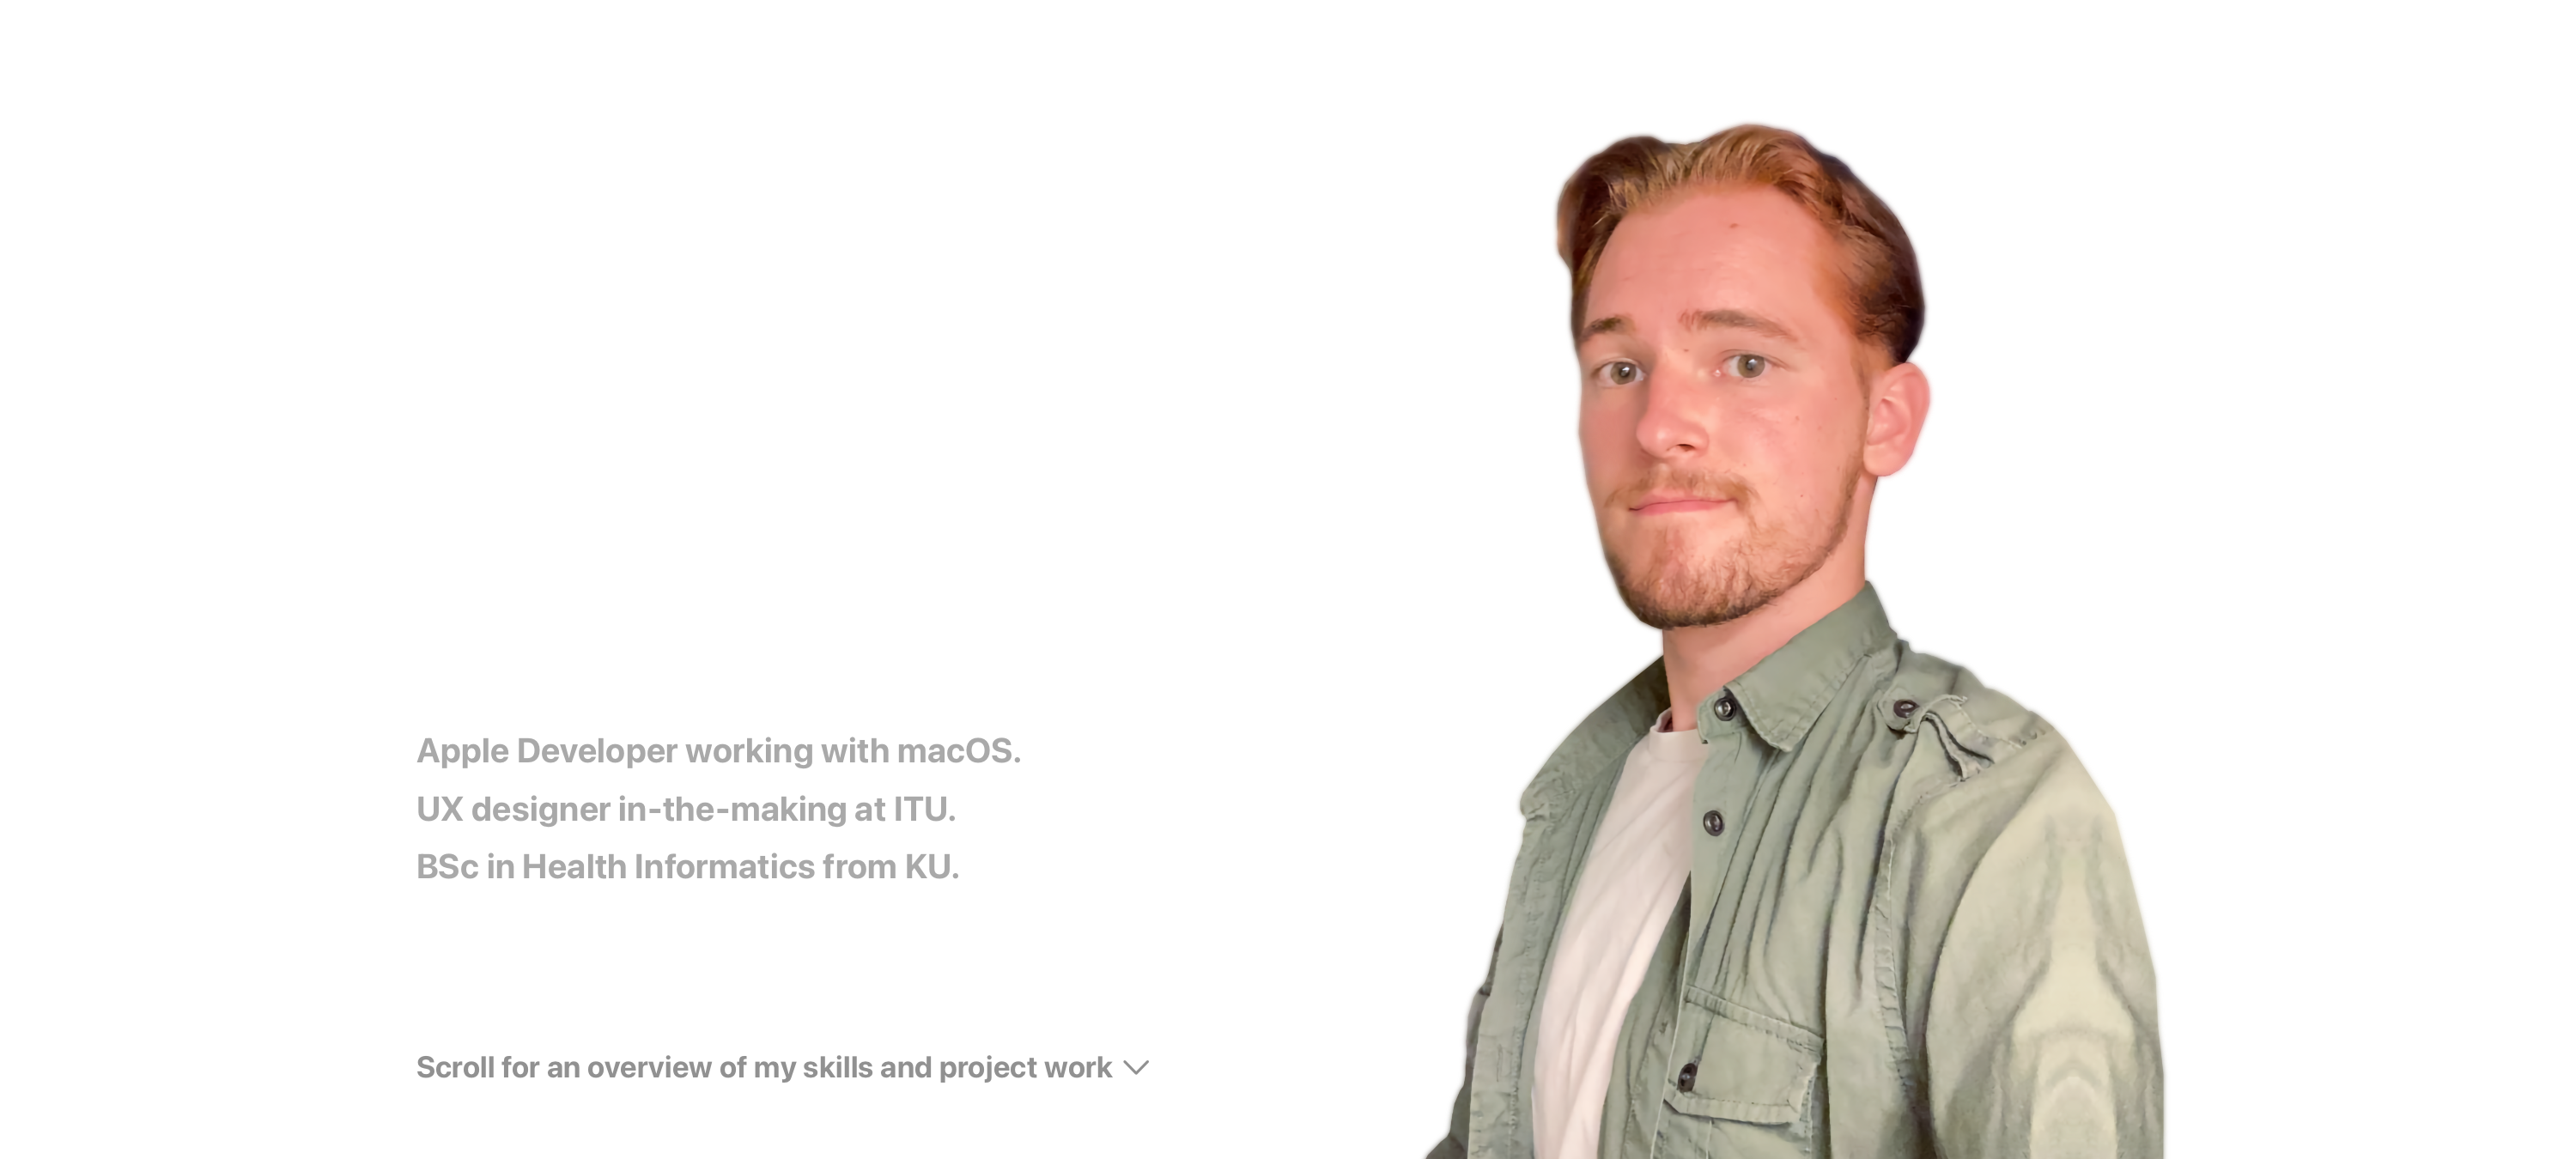 Apple Developer working with macOS.
UX designer in-the-making at ITU.
BSc in Health Informatics from KU.
Scroll for an overview of my skills and project work